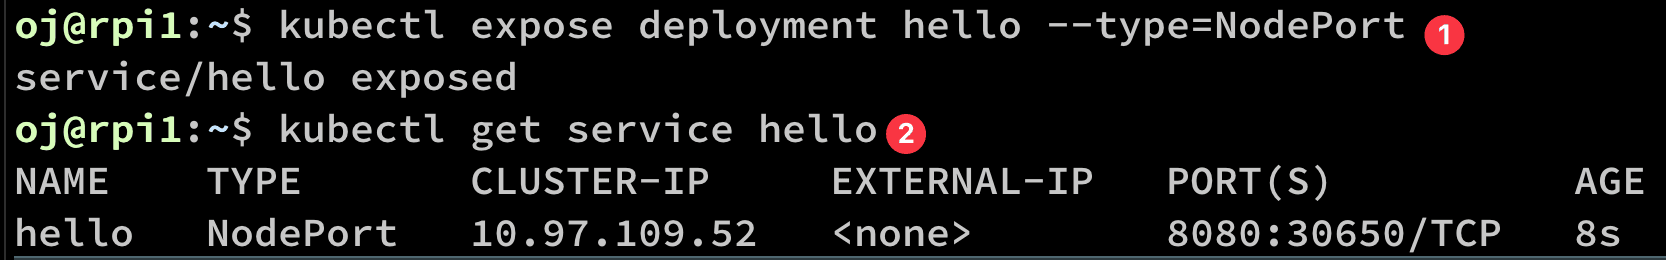 oj@rpi1:~$ kubectl expose deployment hello --type=NodePort 1
service/hello exposed
oj@rpi1:~$ kubectl get service hello 2
NAME TYPE CLUSTER-IP EXTERNAL-IP PORT(S) AGE
hello NodePort 10.97.109.52 <none> 8080:30650/TCP 8s